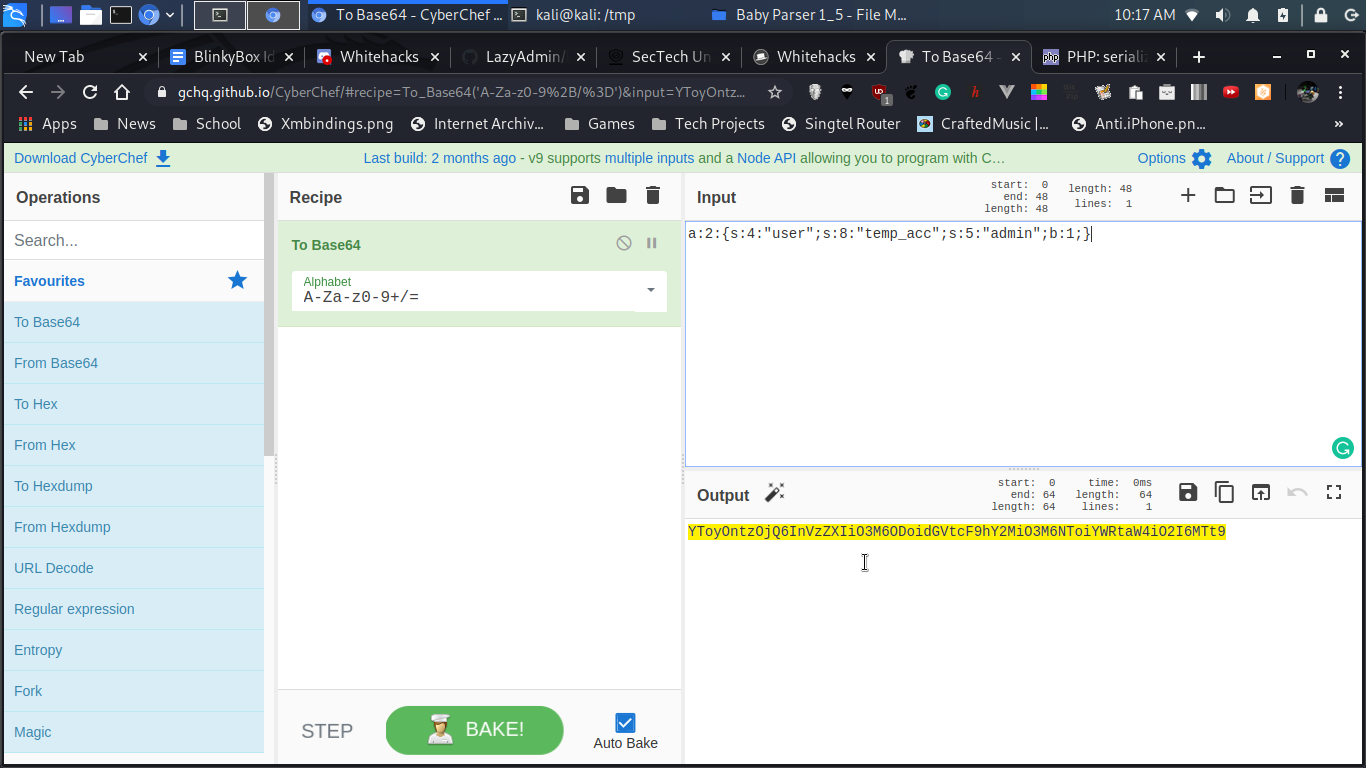 To Base64 - CyberChef ...
kali@kali: /tmp
Baby Parser 1_5 - File M...
10:17 AM
New Tab
BlinkyBox Id
Whitehacks
LazyAdmin/
SecTech Un
Whitehacks
To Base64 -
php
PHP: serializ
gchq.github.io/CyberChef/#recipe=To_Base64('A-Za-z0-9%2B/%3D')&input=YToyOntz...
1
Apps
News
School
Xmbindings.png
Internet Archiv...
Games
Tech Projects
Singtel Router
CraftedMusic |...
Anti.iPhone.pn...
»
Download CyberChef
Last build: 2 months ago - v9 supports multiple inputs and a Node API allowing you to program with C...
Options
About / Support
Operations
Search...
Favourites
To Base64
From Base64
To Hex
From Hex
To Hexdump
From Hexdump
URL Decode
Regular expression
Entropy
Fork
Magic
Recipe
To Base64
Alphabet
A-Za-z0-9+/=
STEP
BAKE!
Auto Bake
Input
start: 0
end: 48
length: 48
length: 48
lines: 1
a:2:{s:4:"user";s:8:"temp_acc";s:5:"admin";b:1;}
Output
start: 0
end: 64
length: 64
time: 0ms
length: 64
lines: 1
YToyOntzOjQ6InVzZXIiO3M6ODoidGVtcF9hY2MiO3M6NToiYWRtaW4iO2I6MTt9